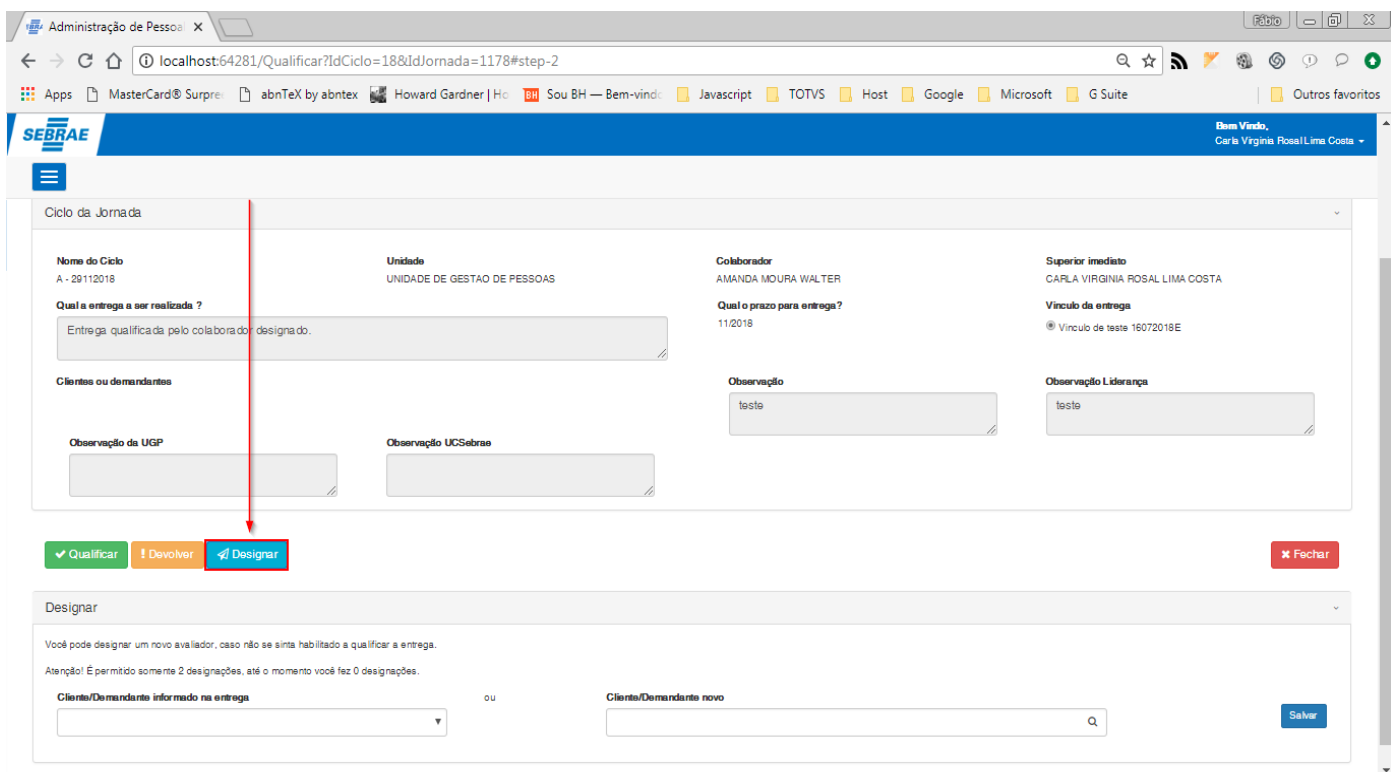 Administração de Pessoal
Fábio
localhost:64281/Qualificar?IdCiclo=18&IdJornada=1178#step-2
Apps MasterCard® Surpre abnTeX by abntex Howard Gardner | Ho Sou BH — Bem-vindo Javascript TOTVS Host Google Microsoft G Suite Outros favoritos
SEBRAE
Bem Vindo,
Carla Virginia Rosal Lima Costa
Ciclo da Jornada
Nome do Ciclo Unidade Colaborador Superior imediato
A - 29112018 UNIDADE DE GESTAO DE PESSOAS AMANDA MOURA WALTER CARLA VIRGINIA ROSAL LIMA COSTA
Qual a entrega a ser realizada ? Qual o prazo para entrega? Vinculo da entrega
Entrega qualificada pelo colaborador designado. 11/2018 Vinculo de teste 16072018E
Clientes ou demandantes Observação Observação Liderança
teste teste
Observação da UGP Observação UCSebrae
Qualificar Devolver Designar Fechar
Designar
Você pode designar um novo avaliador, caso não se sinta habilitado a qualificar a entrega.
Atenção! É permitido somente 2 designações, até o momento você fez 0 designações.
Cliente/Demandante informado na entrega ou Cliente/Demandante novo
Salvar